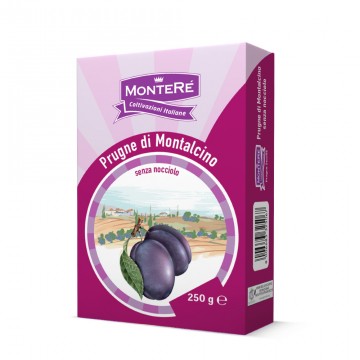 MONTERÉ
Coltivazioni Italiane
Prugne di Montalcino
senza nocciolo
250 g ℮
Prugne di Montalcino
senza nocciolo